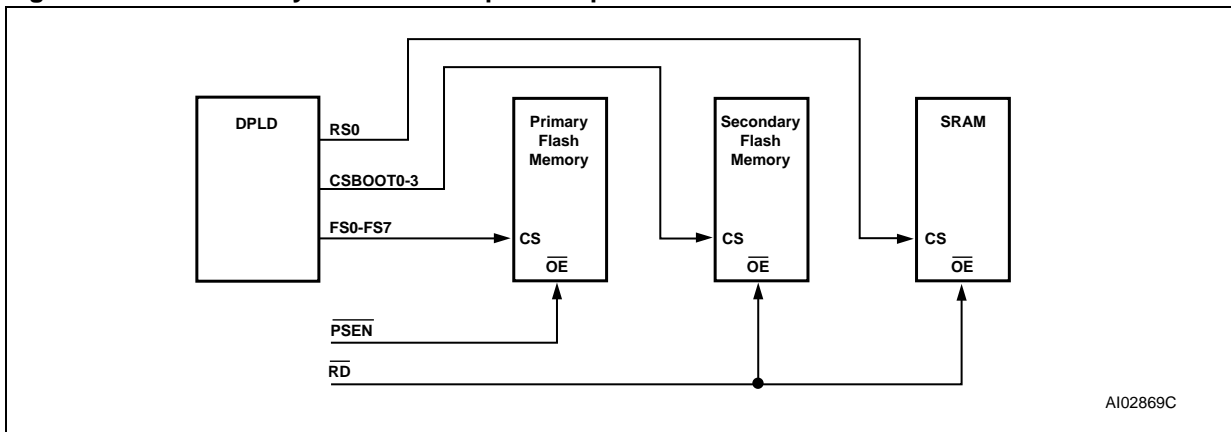 DPLD
RS0
CSBOOT0-3
FS0-FS7
Primary
Flash
Memory
CS
OE
Secondary
Flash
Memory
CS
OE
SRAM
CS
OE
PSEN
RD
AI02869C